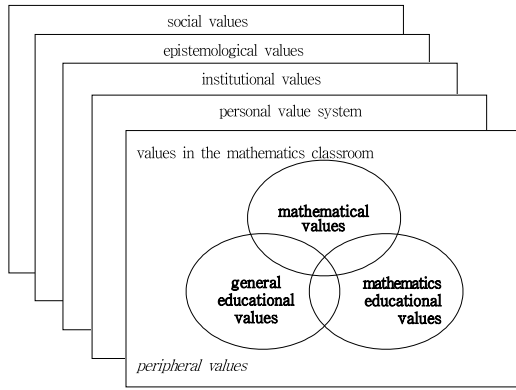 social values
epistemological values
institutional values
personal value system
values in the mathematics classroom
mathematical
values
general
educational
values
mathematics
educational
values
peripheral values